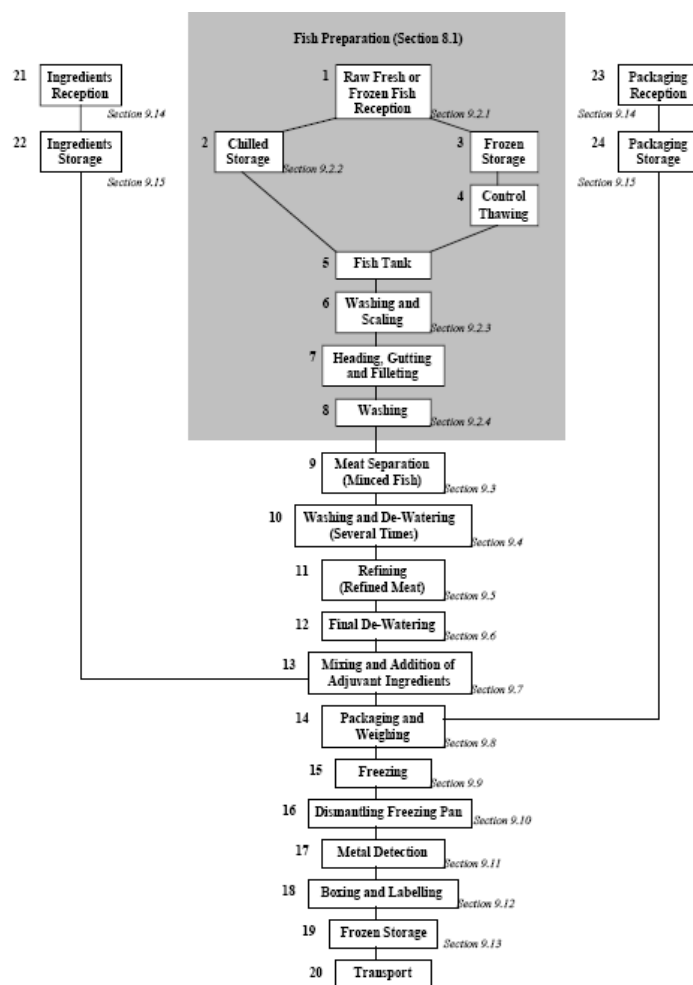 Fish Preparation (Section 8.1)
21 Ingredients
Reception
Section 9.14
22 Ingredients
Storage
Section 9.15
1 Raw Fresh or
Frozen Fish
Reception
Section 9.2.1
2 Chilled
Storage
Section 9.2.2
3 Frozen
Storage
4 Control
Thawing
23 Packaging
Reception
Section 9.14
24 Packaging
Storage
Section 9.15
5 Fish Tank
6 Washing and
Scaling
Section 9.2.3
7 Heading, Gutting
and Filleting
8 Washing
Section 9.2.4
9 Meat Separation
(Minced Fish)
Section 9.3
10 Washing and De-Watering
(Several Times)
Section 9.4
11 Refining
(Refined Meat)
Section 9.5
12 Final De-Watering
Section 9.6
13 Mixing and Addition of
Adjuvant Ingredients
Section 9.7
14 Packaging and
Weighing
Section 9.8
15 Freezing
Section 9.9
16 Dismantling Freezing Pan
Section 9.10
17 Metal Detection
Section 9.11
18 Boxing and Labelling
Section 9.12
19 Frozen Storage
Section 9.13
20 Transport